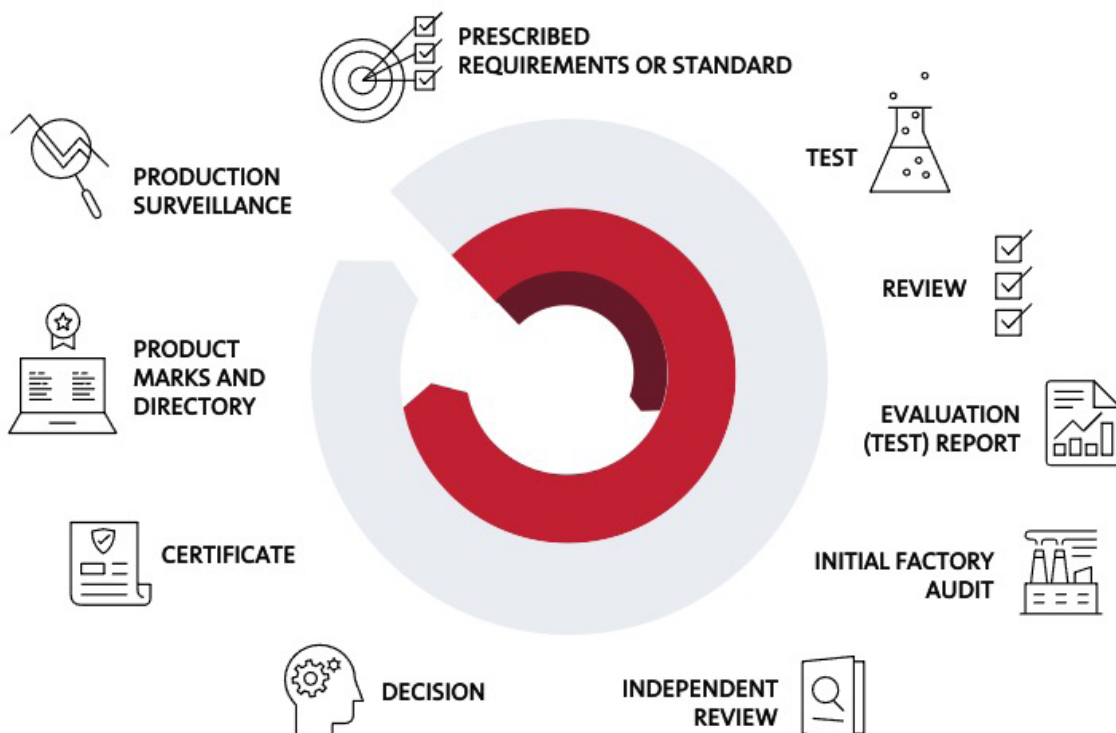 PRESCRIBED
REQUIREMENTS OR STANDARD
TEST
REVIEW
EVALUATION
(TEST) REPORT
INITIAL FACTORY
AUDIT
INDEPENDENT
REVIEW
DECISION
CERTIFICATE
PRODUCT
MARKS AND
DIRECTORY
PRODUCTION
SURVEILLANCE